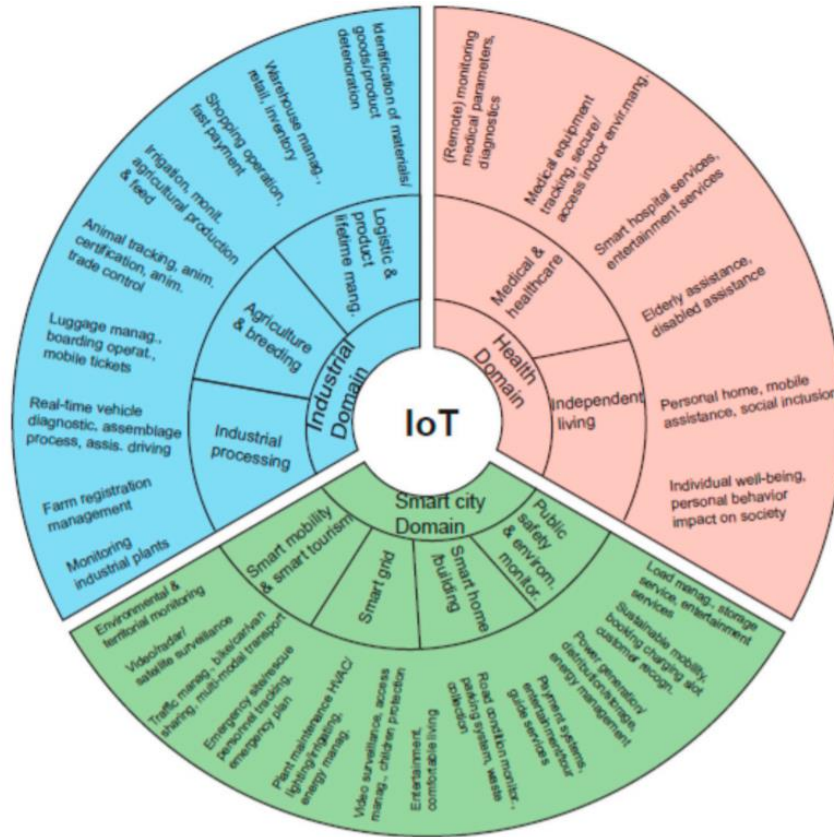 IoT
Industrial
Domain
Logistic &
product
lifetime mang.
Agriculture
& breeding
Industrial
processing
Identification of materials/
goods/product
deterioration
Warehouse manag.,
retail, inventory
Shopping operation,
fast payment
Irrigation, monit.
agricultural production
& feed
Animal tracking, anim.
certification, anim.
trade control
Luggage manag.,
boarding operat.,
mobile tickets
Real-time vehicle
diagnostic, assemblage
process, assis. driving
Farm registration
management
Monitoring
industrial plants
Health
Domain
Medical &
healthcare
Independent
living
(Remote) monitoring
medical parameters,
diagnostics
Medical equipment
tracking, secure/
access indoor envir.mang.
Smart hospital services,
entertainment services
Elderly assistance,
disabled assistance
Personal home, mobile
assistance, social inclusion
Individual well-being,
personal behavior
impact on society
Smart city
Domain
Smart mobility
& smart tourism
Smart grid
Smart home
/building
Public
safety
& environ.
monitor.
Environmental &
territorial monitoring
Video/radar/
satellite surveillance
Traffic manag., bike/car/van
sharing, multi-modal transport
Emergency site/rescue
personnel tracking,
emergency plan
Plant maintenance HVAC/
lighting/irrigating,
energy manag.
Video surveillance, access
manag., children protection
Entertainment,
comfortable living
Road condition monitor.,
parking system, waste
collection
Payment systems,
entertainment/tour
guide services
Power generation/
distribution/storage,
energy management
Sustainable mobility,
booking charging slot
customer recogn.
Load manag., storage
service, entertainment
services